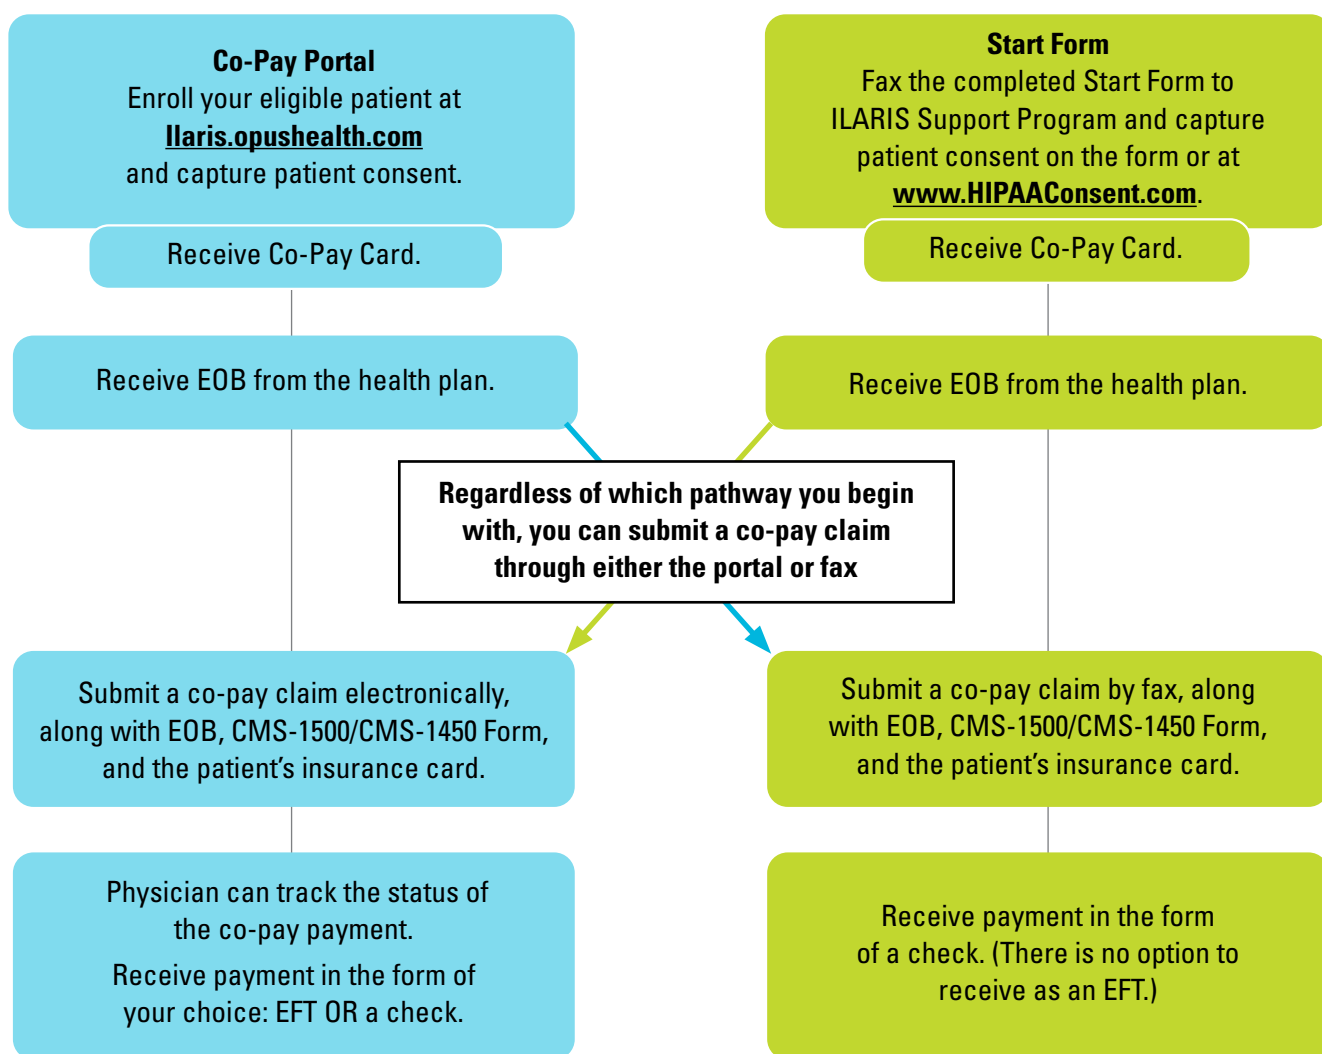 Co-Pay Portal
Enroll your eligible patient at
Ilaris.opushealth.com
and capture patient consent.
Receive Co-Pay Card.
Receive EOB from the health plan.
Start Form
Fax the completed Start Form to
ILARIS Support Program and capture
patient consent on the form or at
www.HIPAAConsent.com.
Receive Co-Pay Card.
Receive EOB from the health plan.
Regardless of which pathway you begin
with, you can submit a co-pay claim
through either the portal or fax
Submit a co-pay claim electronically,
along with EOB, CMS-1500/CMS-1450 Form,
and the patient’s insurance card.
Physician can track the status of
the co-pay payment.
Receive payment in the form of
your choice: EFT OR a check.
Submit a co-pay claim by fax, along
with EOB, CMS-1500/CMS-1450 Form,
and the patient’s insurance card.
Receive payment in the form
of a check. (There is no option to
receive as an EFT.)